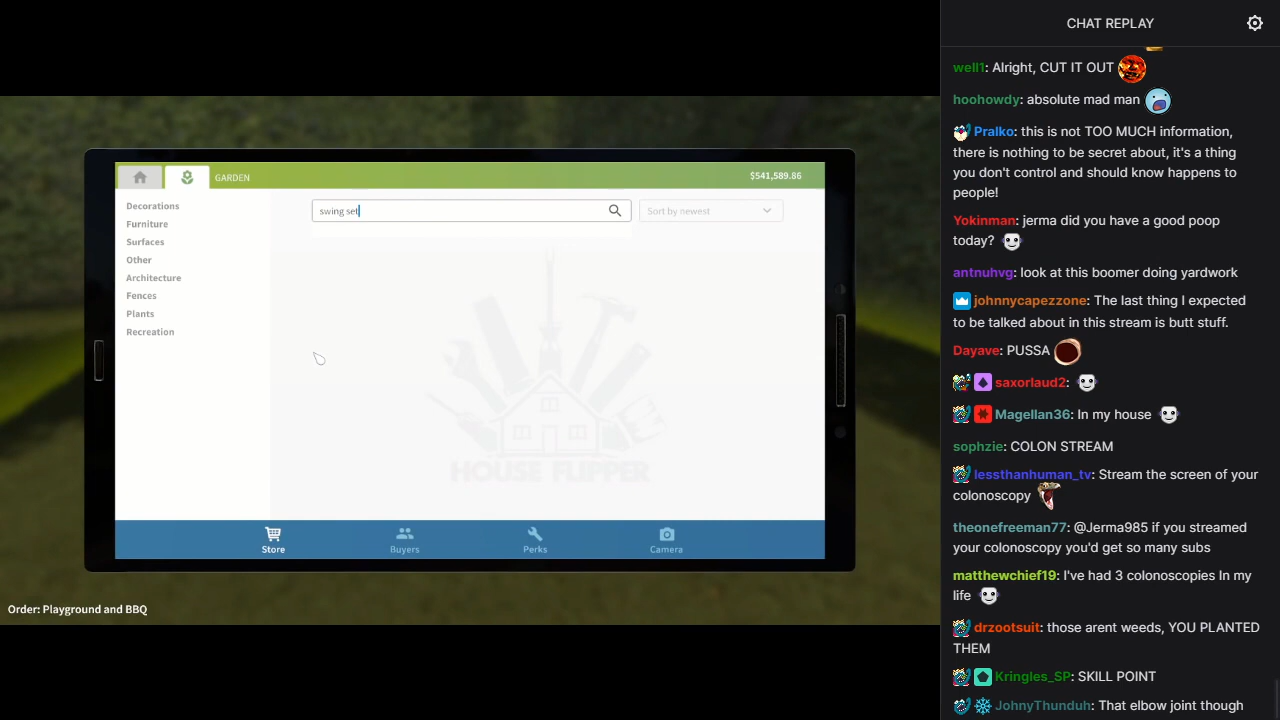 CHAT REPLAY
GARDEN
$541,589.86
Decorations
Furniture
Surfaces
Other
Architecture
Fences
Plants
Recreation
swing set
Sort by newest
HOUSE FLIPPER
Store
Buyers
Perks
Camera
Order: Playground and BBQ
well1: Alright, CUT IT OUT
hoohowdy: absolute mad man
Pralko: this is not TOO MUCH information,
there is nothing to be secret about, it's a thing
you don't control and should know happens to
people!
Yokinman: jerma did you have a good poop
today?
antnuhvg: look at this boomer doing yardwork
johnnycapezzone: The last thing I expected
to be talked about in this stream is butt stuff.
Dayave: PUSSA
saxorlaud2:
Magellan36: In my house
sophzie: COLON STREAM
lessthanhuman_tv: Stream the screen of your
colonoscopy
theonefreeman77: @Jerma985 if you streamed
your colonoscopy you'd get so many subs
matthewchief19: I've had 3 colonoscopies In my
life
drzootsuit: those arent weeds, YOU PLANTED
THEM
Kringles_SP: SKILL POINT
JohnyThunduh: That elbow joint though